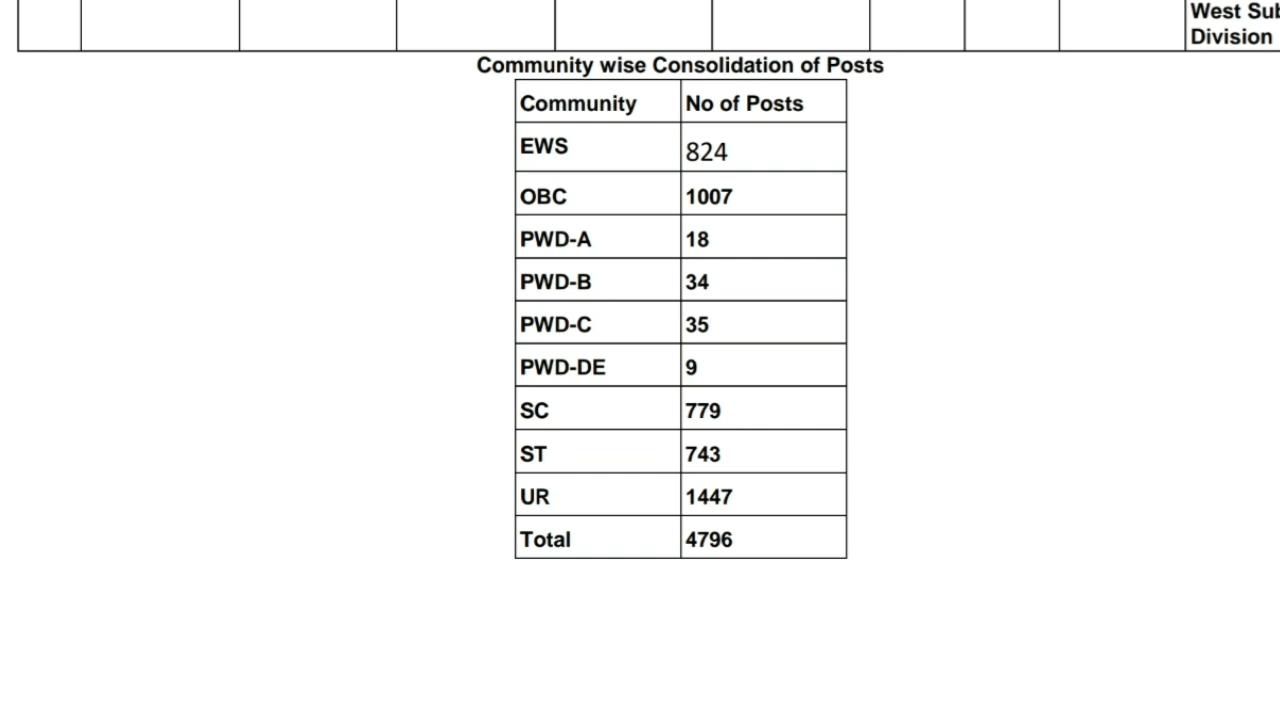 West Sub
Division
Community wise Consolidation of Posts
Community No of Posts
EWS 824
OBC 1007
PWD-A 18
PWD-B 34
PWD-C 35
PWD-DE 9
SC 779
ST 743
UR 1447
Total 4796